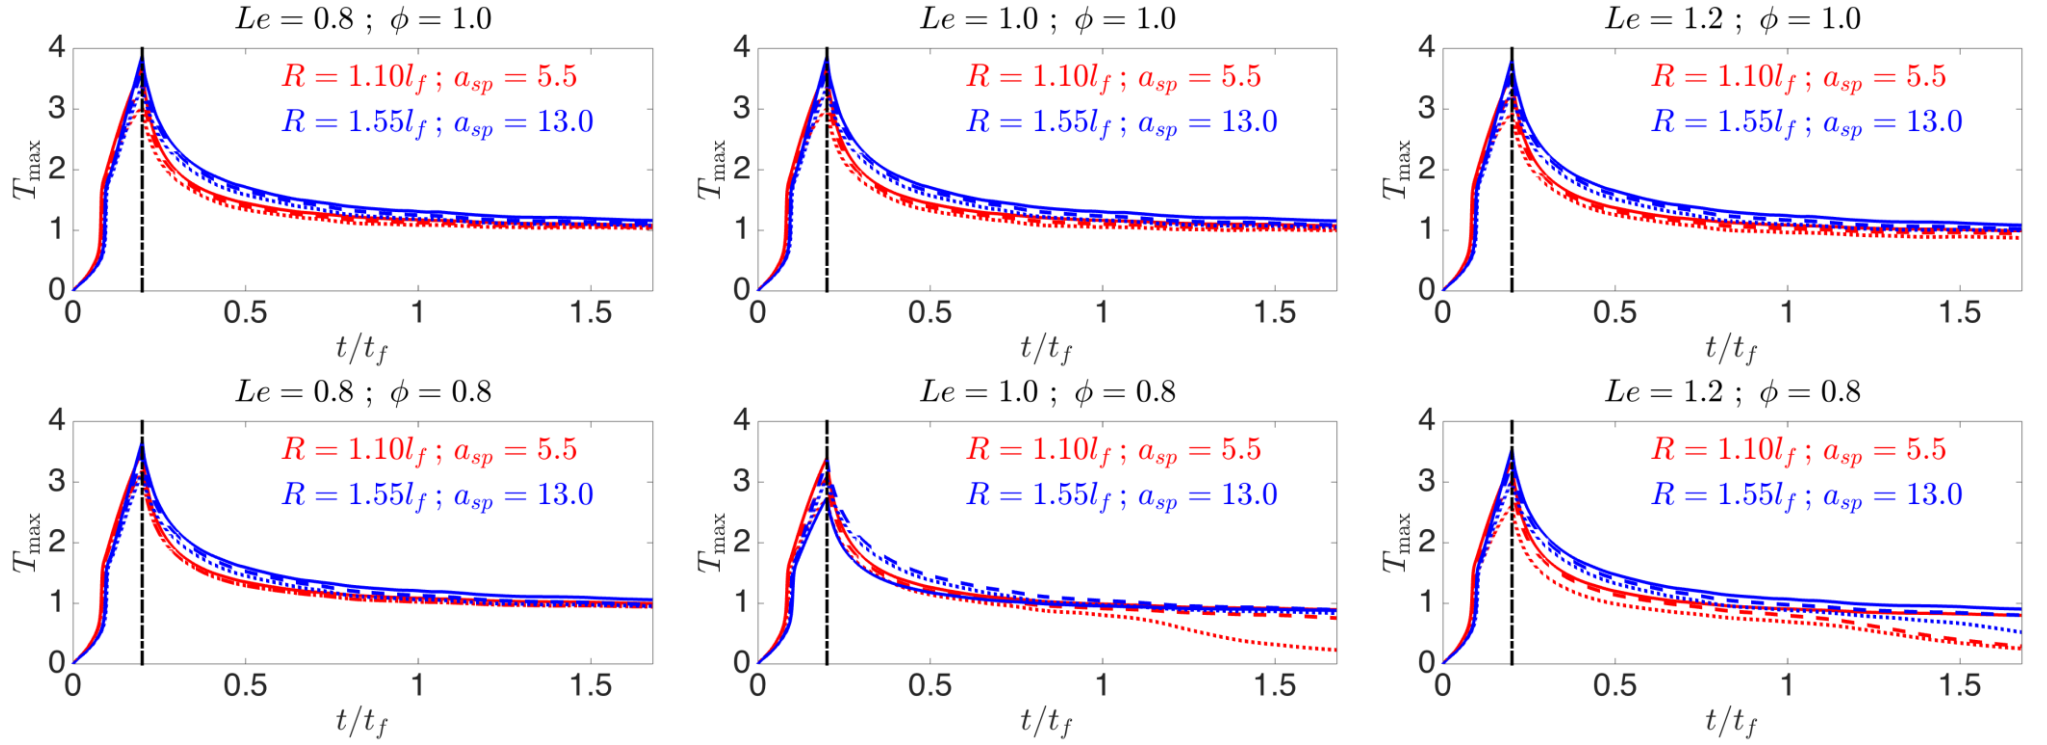 Le = 0.8 ; ϕ = 1.0
4
3
2
1
0
T_max
R = 1.10l_f ; a_sp = 5.5
R = 1.55l_f ; a_sp = 13.0
0 0.5 1 1.5
t/t_f
Le = 1.0 ; ϕ = 1.0
4
3
2
1
0
T_max
R = 1.10l_f ; a_sp = 5.5
R = 1.55l_f ; a_sp = 13.0
0 0.5 1 1.5
t/t_f
Le = 1.2 ; ϕ = 1.0
4
3
2
1
0
T_max
R = 1.10l_f ; a_sp = 5.5
R = 1.55l_f ; a_sp = 13.0
0 0.5 1 1.5
t/t_f
Le = 0.8 ; ϕ = 0.8
4
3
2
1
0
T_max
R = 1.10l_f ; a_sp = 5.5
R = 1.55l_f ; a_sp = 13.0
0 0.5 1 1.5
t/t_f
Le = 1.0 ; ϕ = 0.8
4
3
2
1
0
T_max
R = 1.10l_f ; a_sp = 5.5
R = 1.55l_f ; a_sp = 13.0
0 0.5 1 1.5
t/t_f
Le = 1.2 ; ϕ = 0.8
4
3
2
1
0
T_max
R = 1.10l_f ; a_sp = 5.5
R = 1.55l_f ; a_sp = 13.0
0 0.5 1 1.5
t/t_f